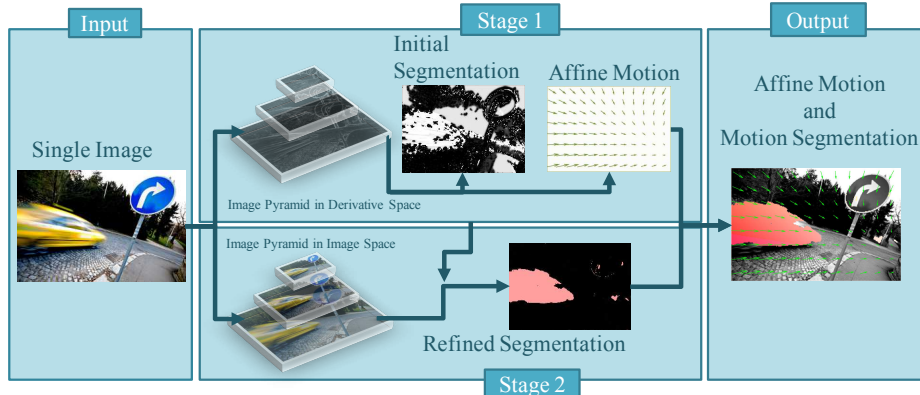 Input
Stage 1
Output
Single Image
Initial
Segmentation
Affine Motion
Image Pyramid in Derivative Space
Image Pyramid in Image Space
Refined Segmentation
Stage 2
Affine Motion
and
Motion Segmentation